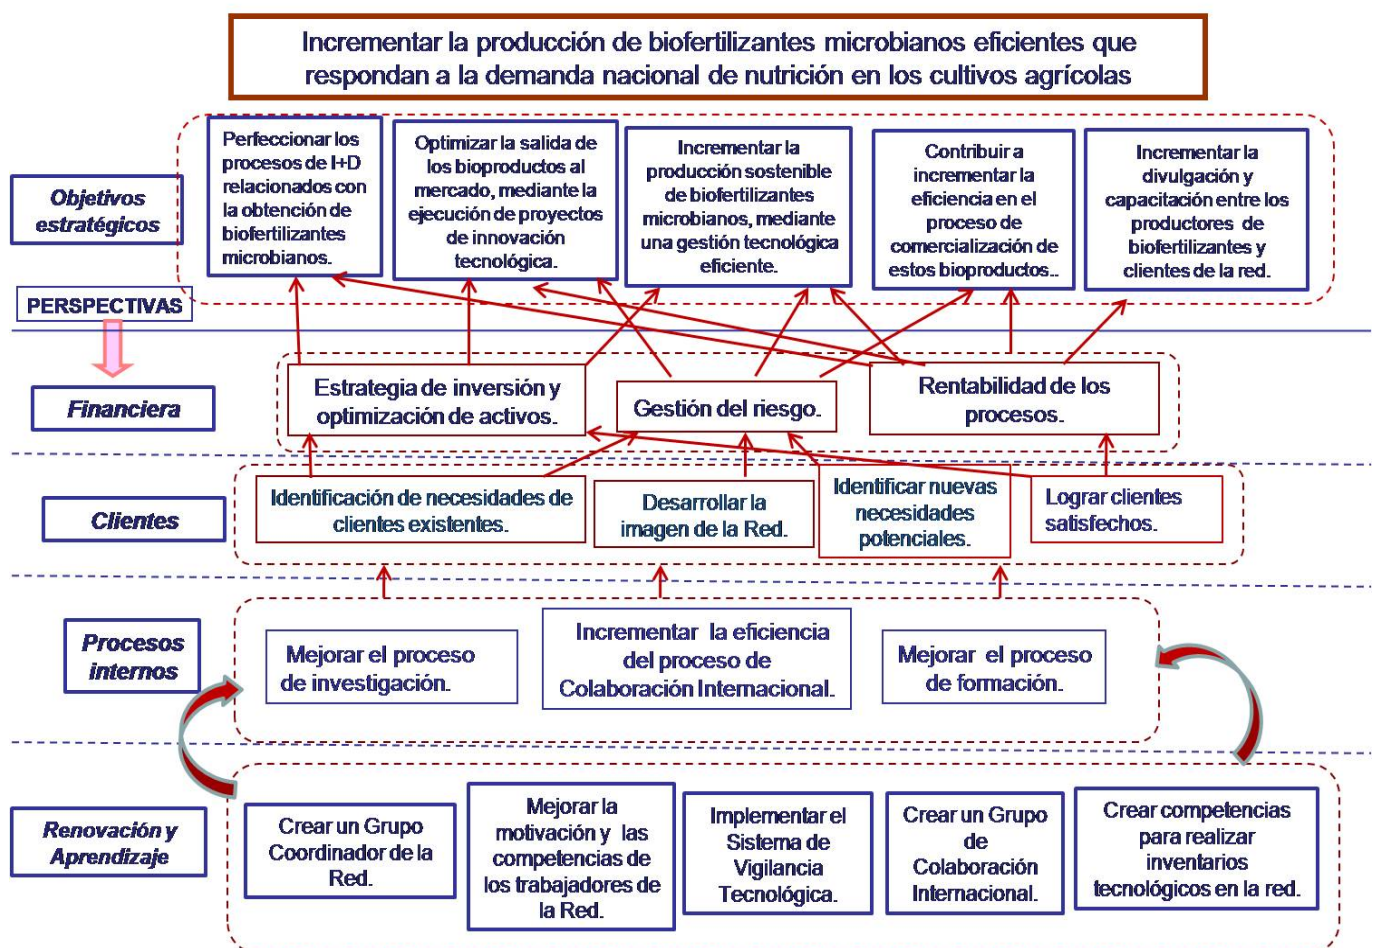 Incrementar la producción de biofertilizantes microbianos eficientes que
respondan a la demanda nacional de nutrición en los cultivos agrícolas
Objetivos
estratégicos
Perfeccionar los
procesos de I+D
relacionados con
la obtención de
biofertilizantes
microbianos.
Optimizar la salida de
los bioproductos al
mercado, mediante la
ejecución de proyectos
de innovación
tecnológica.
Incrementar la
producción sostenible
de biofertilizantes
microbianos, mediante
una gestión tecnológica
eficiente.
Contribuir a
incrementar la
eficiencia en el
proceso de
comercialización de
estos bioproductos..
Incrementar la
divulgación y
capacitación entre los
productores de
biofertilizantes y
clientes de la red.
PERSPECTIVAS
Financiera
Estrategia de inversión y
optimización de activos.
Gestión del riesgo.
Rentabilidad de los
procesos.
Clientes
Identificación de necesidades de
clientes existentes.
Desarrollar la
imagen de la Red.
Identificar nuevas
necesidades
potenciales.
Lograr clientes
satisfechos.
Procesos
internos
Mejorar el proceso
de investigación.
Incrementar la eficiencia
del proceso de
Colaboración Internacional.
Mejorar el proceso
de formación.
Renovación y
Aprendizaje
Crear un Grupo
Coordinador de la
Red.
Mejorar la
motivación y las
competencias de
los trabajadores de
la Red.
Implementar el
Sistema de
Vigilancia
Tecnológica.
Crear un Grupo
de
Colaboración
Internacional.
Crear competencias
para realizar
inventarios
tecnológicos en la red.